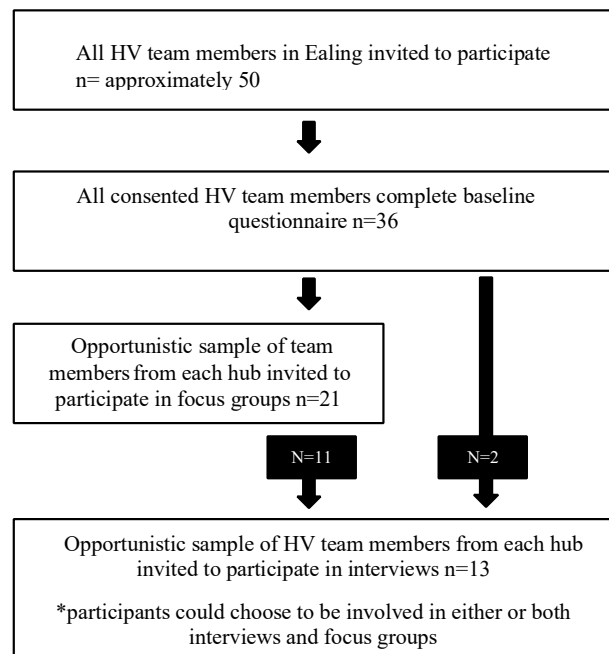 All HV team members in Ealing invited to participate
n= approximately 50
All consented HV team members complete baseline
questionnaire n=36
Opportunistic sample of team
members from each hub invited to
participate in focus groups n=21
N=11
N=2
Opportunistic sample of HV team members from each hub
invited to participate in interviews n=13
*participants could choose to be involved in either or both
interviews and focus groups